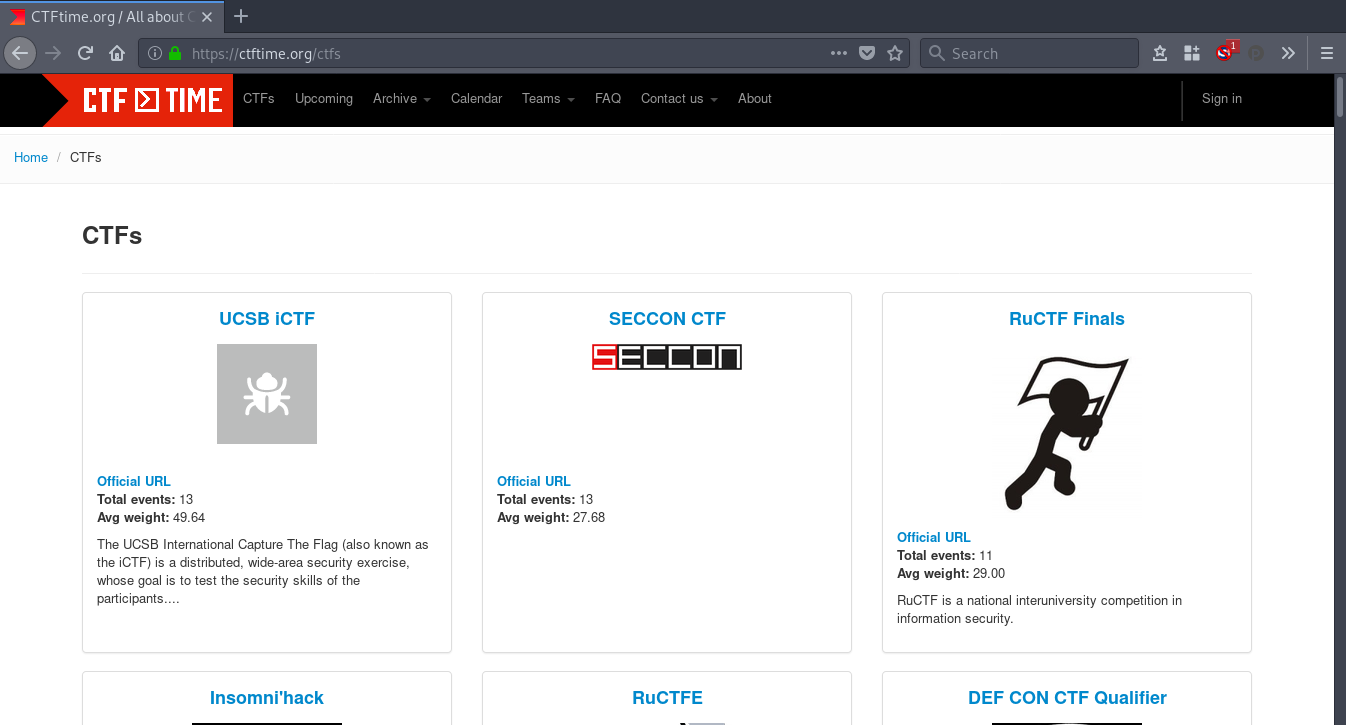 CTFtime.org / All about C
https://ctftime.org/ctfs
Search
1
CTF TIME
CTFs Upcoming Archive Calendar Teams FAQ Contact us About Sign in
Home / CTFs
CTFs
UCSB iCTF
Official URL
Total events: 13
Avg weight: 49.64
The UCSB International Capture The Flag (also known as
the iCTF) is a distributed, wide-area security exercise,
whose goal is to test the security skills of the
participants....
SECCON CTF
SECCON
Official URL
Total events: 13
Avg weight: 27.68
RuCTF Finals
Official URL
Total events: 11
Avg weight: 29.00
RuCTF is a national interuniversity competition in
information security.
Insomni'hack
RuCTFE
DEF CON CTF Qualifier